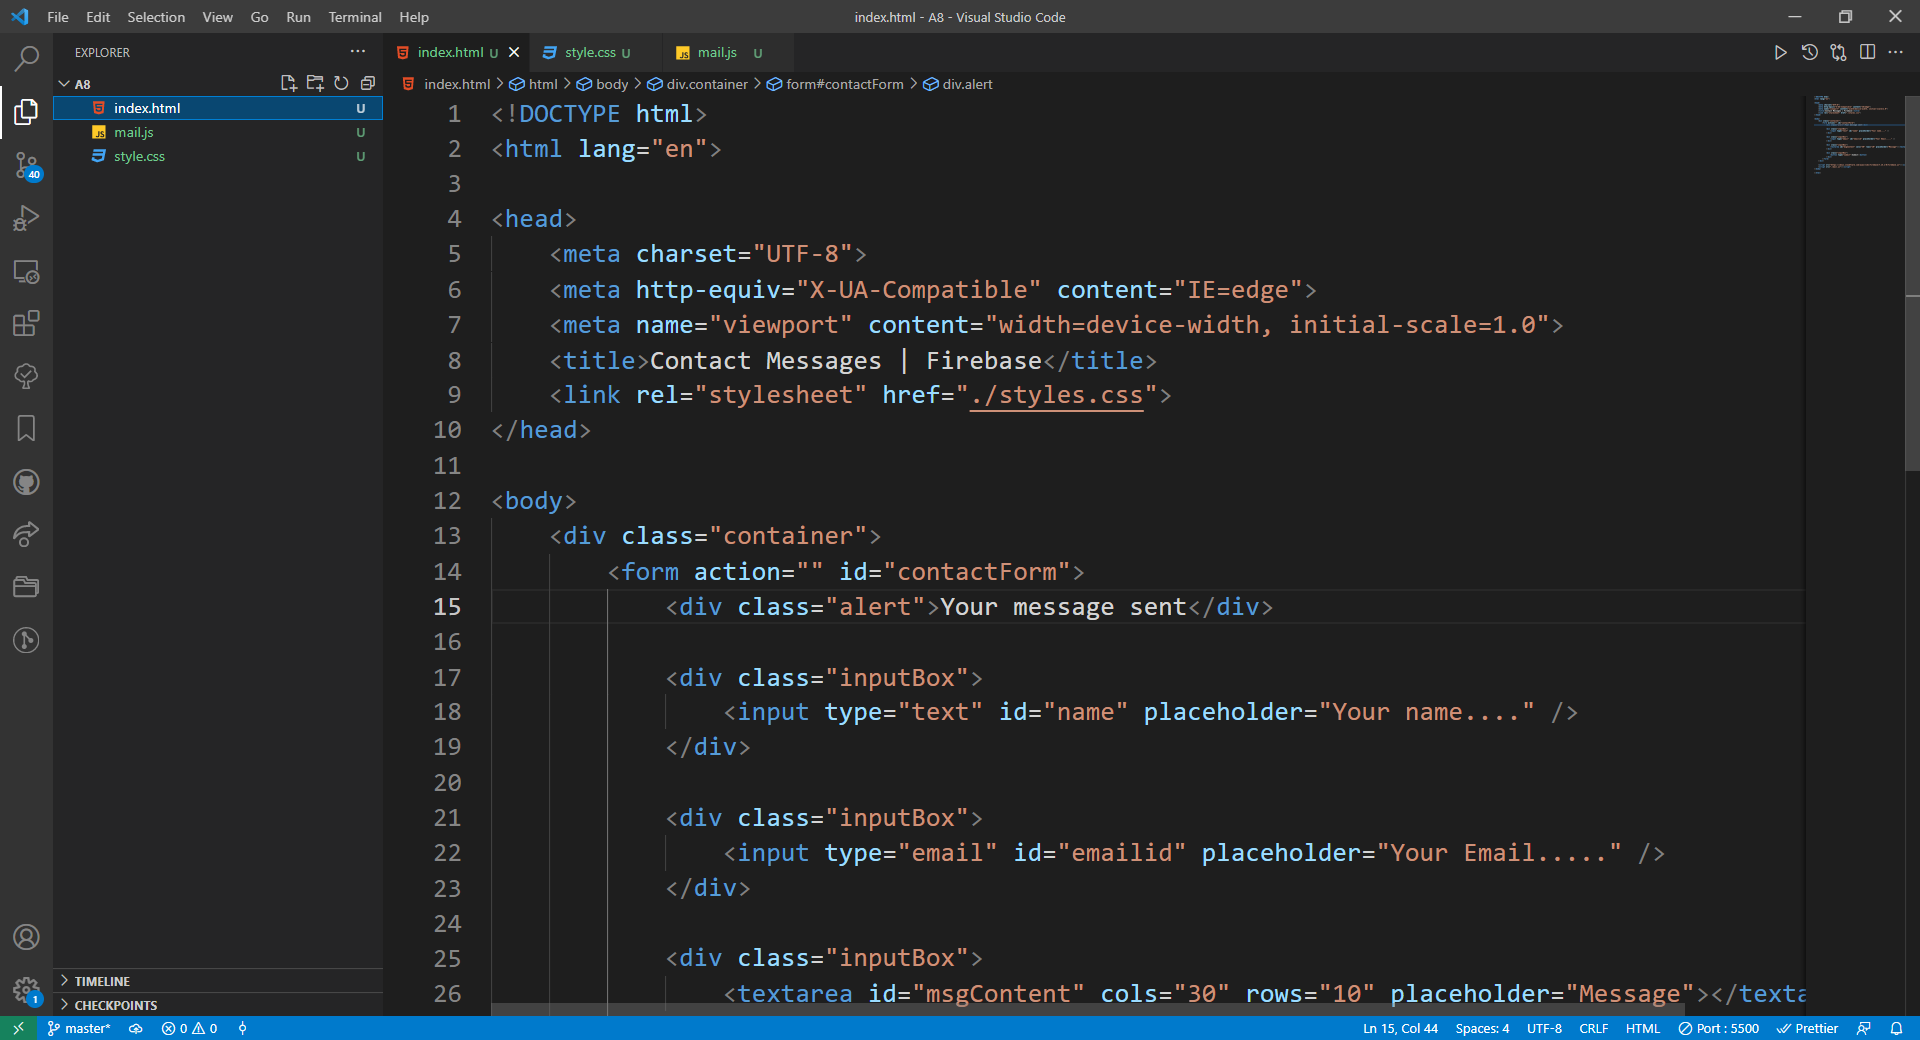 File Edit Selection View Go Run Terminal Help index.html - A8 - Visual Studio Code
EXPLORER
A8
index.html U
mail.js U
style.css U
40
TIMELINE
CHECKPOINTS
1
index.html U style.css U mail.js U
index.html > html > body > div.container > form#contactForm > div.alert
1 <!DOCTYPE html>
2 <html lang="en">
3
4 <head>
5 <meta charset="UTF-8">
6 <meta http-equiv="X-UA-Compatible" content="IE=edge">
7 <meta name="viewport" content="width=device-width, initial-scale=1.0">
8 <title>Contact Messages | Firebase</title>
9 <link rel="stylesheet" href="./styles.css">
10 </head>
11
12 <body>
13 <div class="container">
14 <form action="" id="contactForm">
15 <div class="alert">Your message sent</div>
16
17 <div class="inputBox">
18 <input type="text" id="name" placeholder="Your name...." />
19 </div>
20
21 <div class="inputBox">
22 <input type="email" id="emailid" placeholder="Your Email....." />
23 </div>
24
25 <div class="inputBox">
26 <textarea id="msgContent" cols="30" rows="10" placeholder="Message"></texta
master* 0 0 Ln 15, Col 44 Spaces: 4 UTF-8 CRLF HTML Port : 5500 Prettier